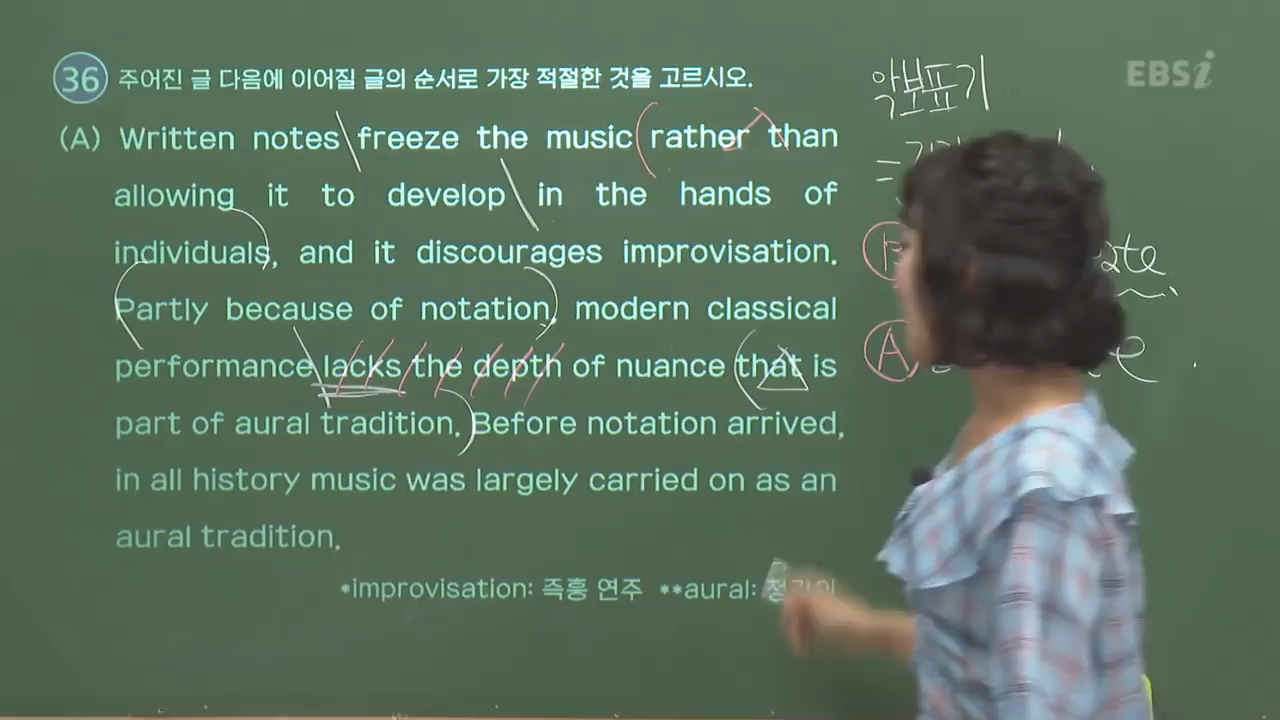 36 주어진 글 다음에 이어질 글의 순서로 가장 적절한 것을 고르시오.
(A) Written notes freeze the music rather than
allowing it to develop in the hands of
individuals, and it discourages improvisation.
Partly because of notation, modern classical
performance lacks the depth of nuance that is
part of aural tradition. Before notation arrived,
in all history music was largely carried on as an
aural tradition.
*improvisation: 즉흥 연주 **aural:
EBSi
악보표기
A